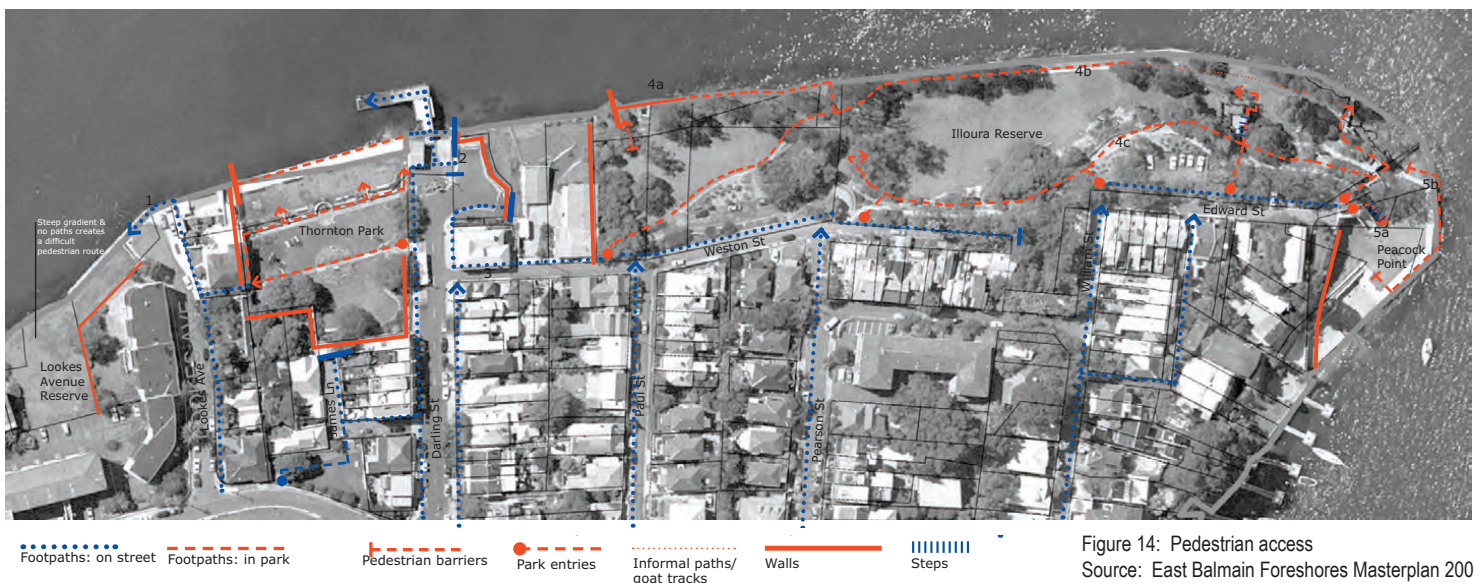 4a
4b
Illoura Reserve
2
4c
1
Steep gradient &
no paths creates
a difficult
pedestrian route
Thornton Park
5b
Edward St
5a
Weston St
Peacock
Point
3
William St
Lookes
Avenue
Reserve
Lookes Ave
James Ln
Darling St
Paul St
Pearson St
Footpaths: on street
Footpaths: in park
Pedestrian barriers
Park entries
Informal paths/
goat tracks
Walls
Steps
Figure 14: Pedestrian access
Source: East Balmain Foreshores Masterplan 200